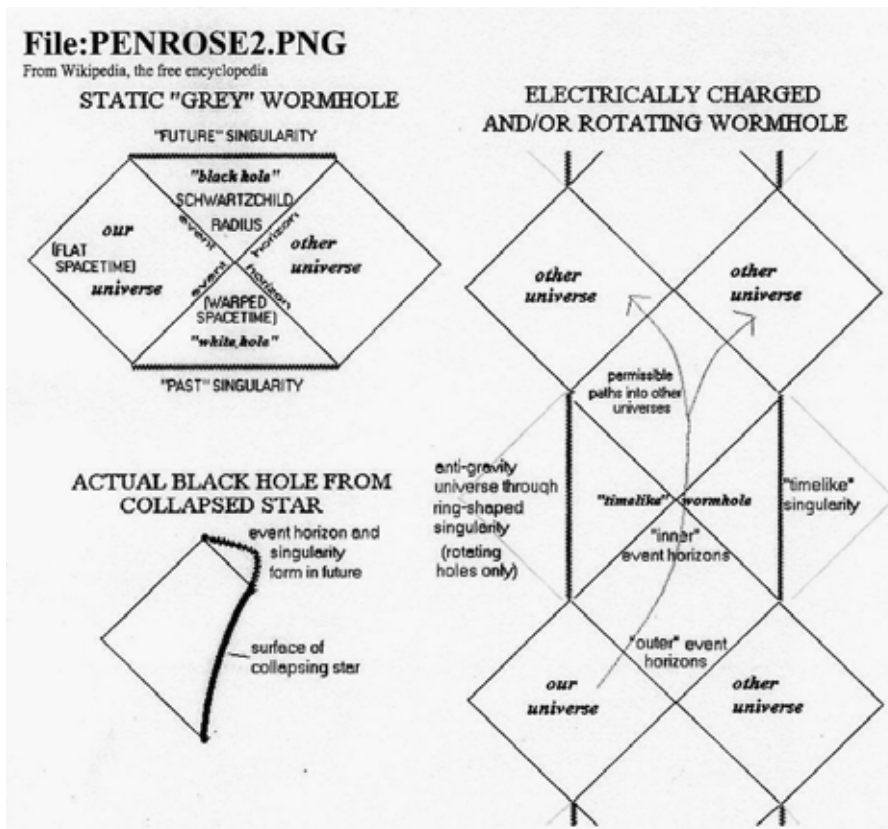 File:PENROSE2.PNG
From Wikipedia, the free encyclopedia
STATIC "GREY" WORMHOLE
"FUTURE" SINGULARITY
"black hole"
SCHWARTZCHILD
RADIUS
event
horizon
our
(FLAT
SPACETIME)
universe
other
universe
event
horizon
(WARPED
SPACETIME)
"white hole"
"PAST" SINGULARITY
ACTUAL BLACK HOLE FROM
COLLAPSED STAR
event horizon and
singularity
form in future
surface of
collapsing star
ELECTRICALLY CHARGED
AND/OR ROTATING WORMHOLE
other
universe
other
universe
permissible
paths into other
universes
anti-gravity
universe through
ring-shaped
singularity
(rotating
holes only)
"timelike" wormhole
"timelike"
singularity
"inner"
event horizons
"outer" event
horizons
our
universe
other
universe